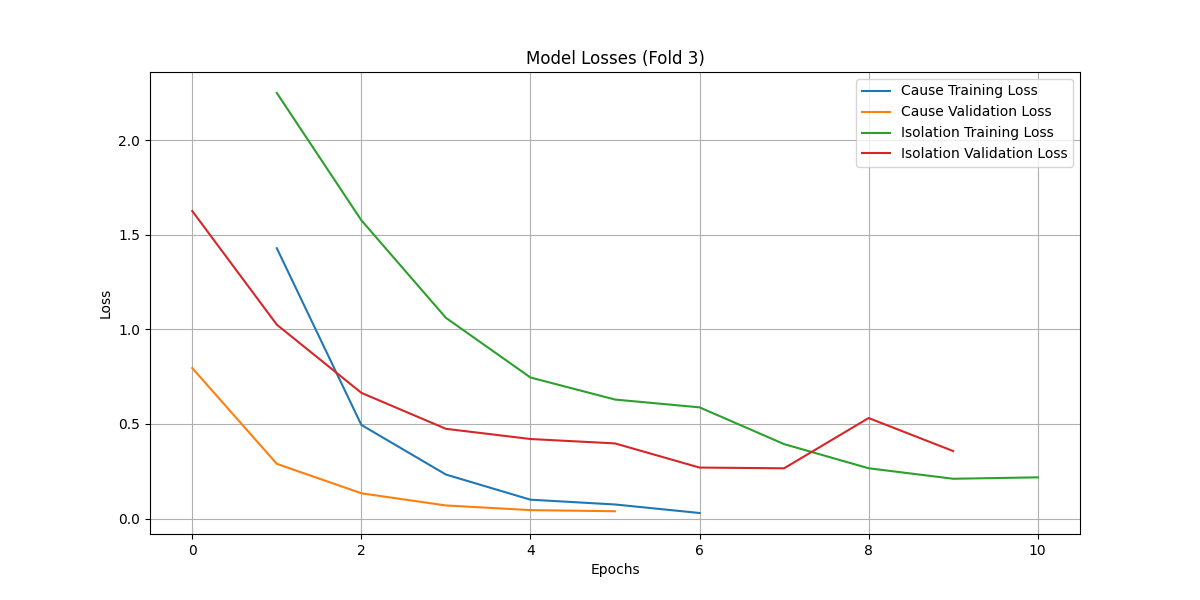 Model Losses (Fold 3)
Cause Training Loss
Cause Validation Loss
Isolation Training Loss
Isolation Validation Loss
2.0
1.5
1.0
0.5
0.0
Loss
0 2 4 6 8 10
Epochs